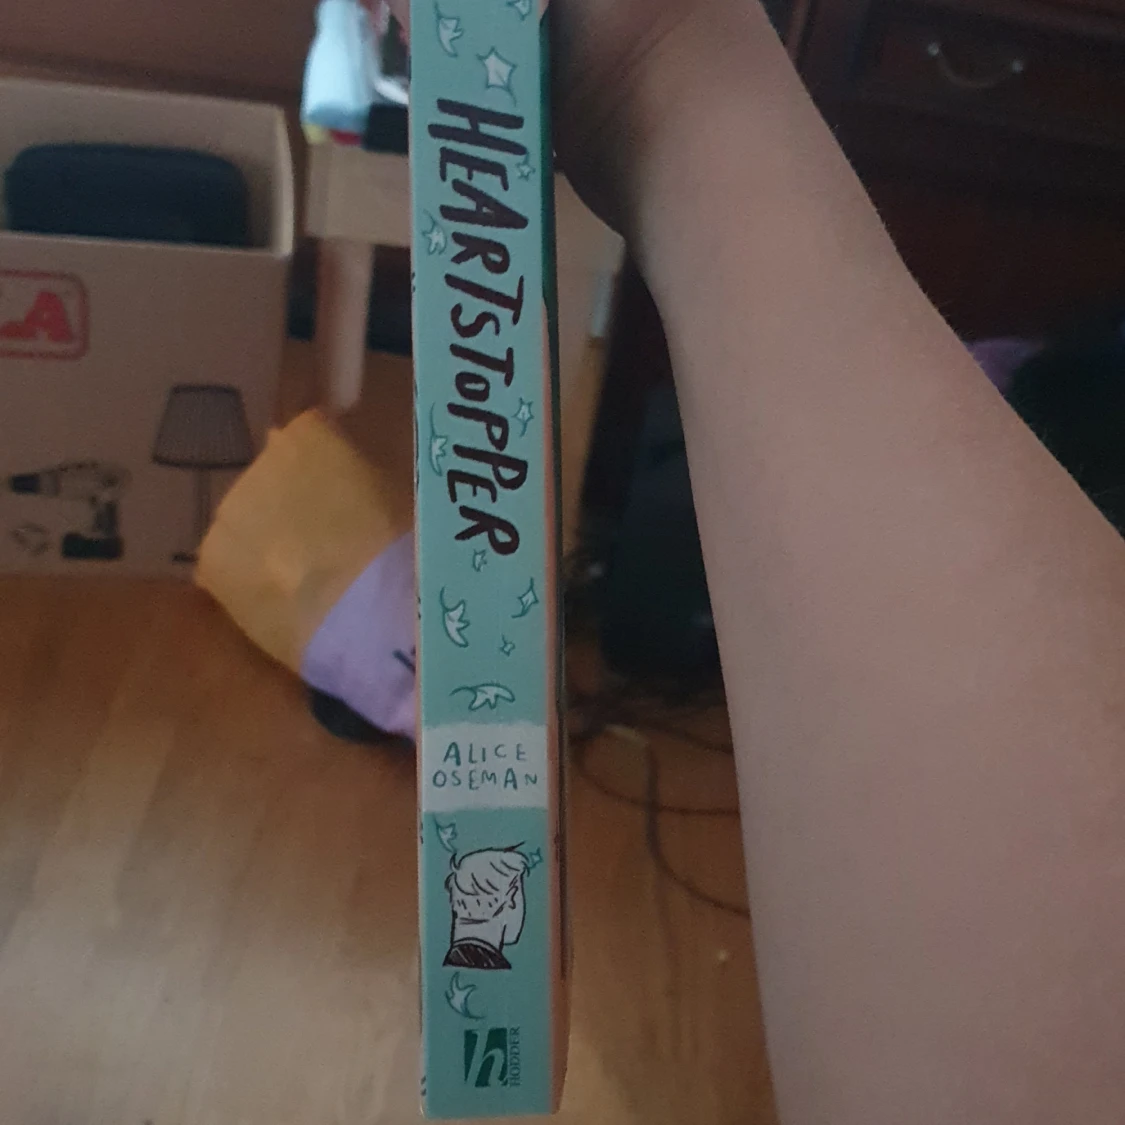 HEARTSTOPPER
ALICE
OSEMAN
h
HODDER
A